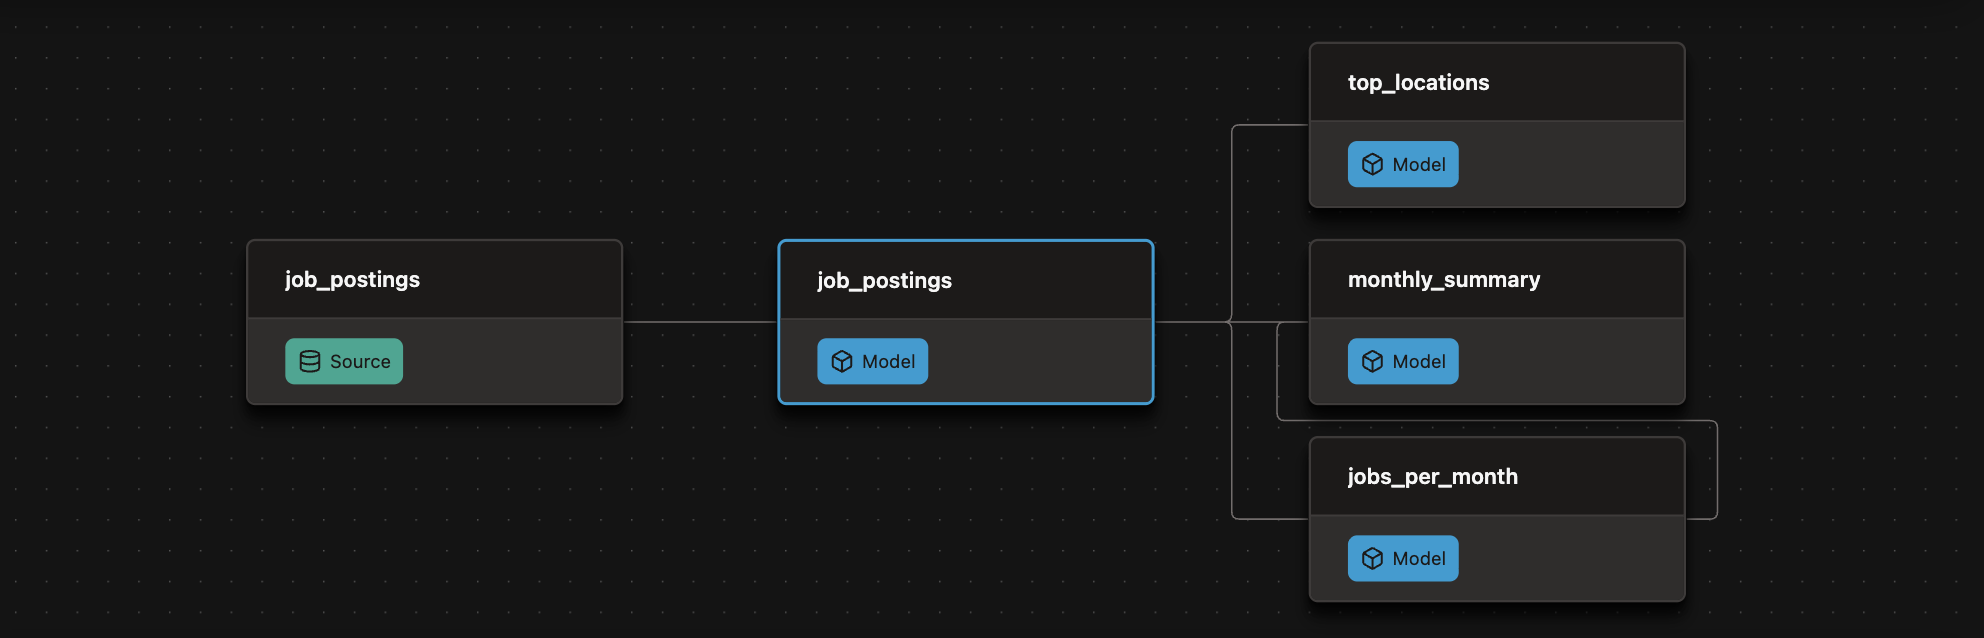 job_postings
Source
job_postings
Model
top_locations
Model
monthly_summary
Model
jobs_per_month
Model